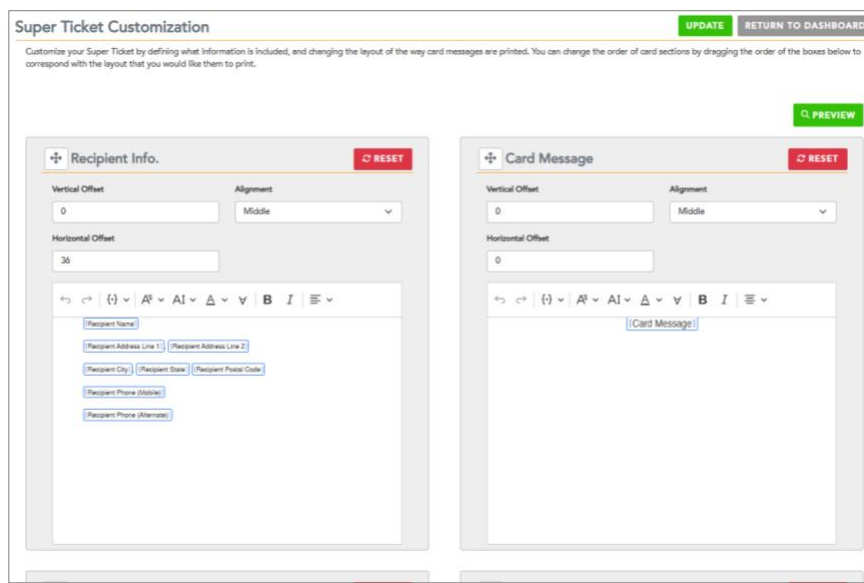 Super Ticket Customization
UPDATE
RETURN TO DASHBOARD
Customize your Super Ticket by defining what information is included, and changing the layout of the way card messages are printed. You can change the order of card sections by dragging the order of the boxes below to
correspond with the layout that you would like them to print.
PREVIEW
Recipient Info.
RESET
Vertical Offset
Alignment
0
Middle
Horizontal Offset
36
{·}
A
AI
A
B
I
[Recipient Name]
[Recipient Address Line 1], [Recipient Address Line 2]
[Recipient City], [Recipient State] [Recipient Postal Code]
[Recipient Phone (Mobile)]
[Recipient Phone (Alternate)]
Card Message
RESET
Vertical Offset
Alignment
0
Middle
Horizontal Offset
0
{·}
A
AI
A
B
I
[Card Message]